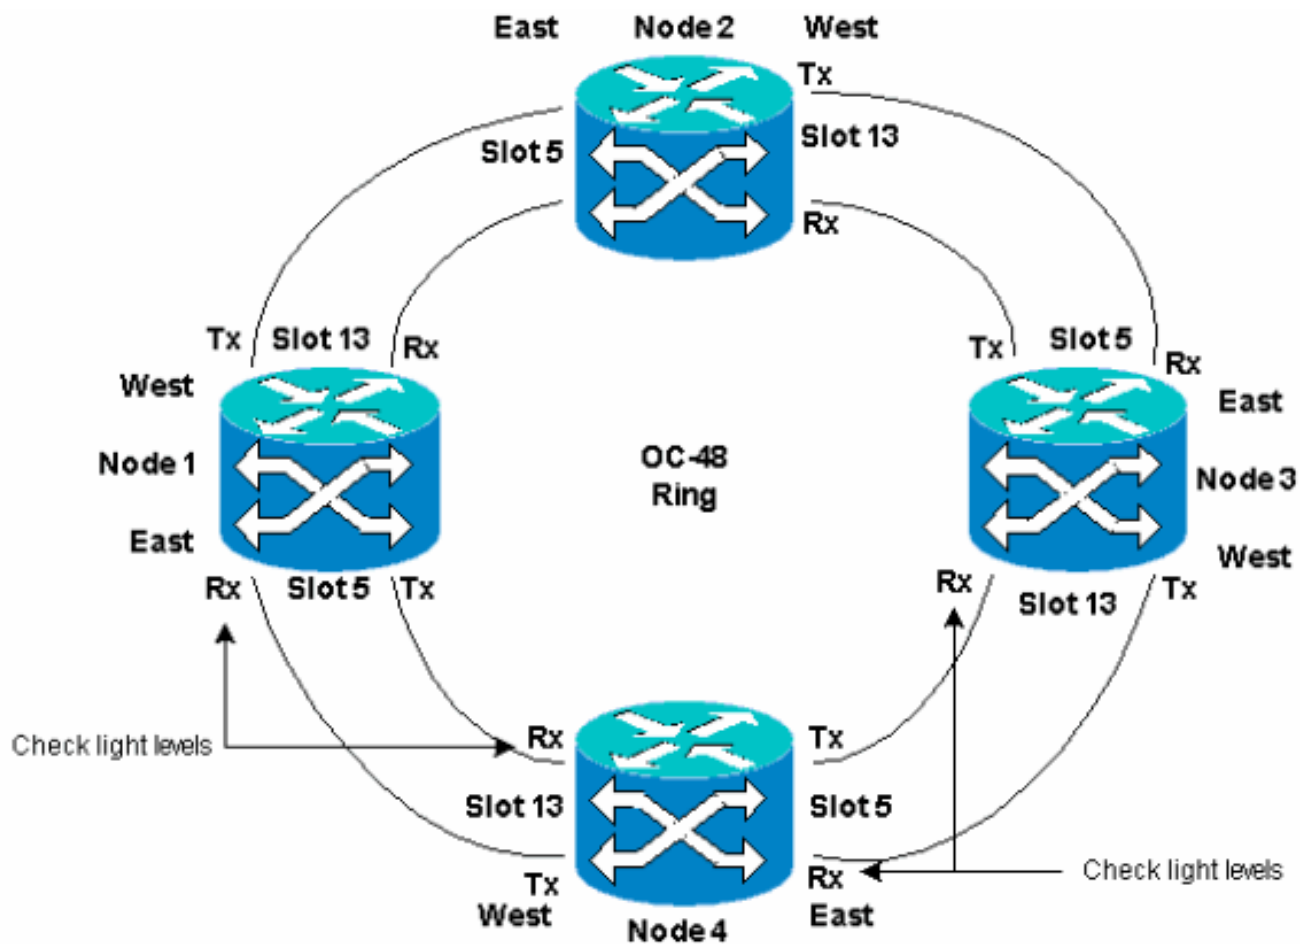 East Node 2 West
Tx
Slot 5 Slot 13
Rx
Tx Slot 13 Rx
Tx Slot 5 Rx
West
East
Node 1
OC-48
Ring
Node 3
East
West
Rx Slot 5 Tx
Rx Slot 13 Tx
Check light levels
Rx Tx
Slot 13 Slot 5
Check light levels
Tx Rx
West East
Node 4